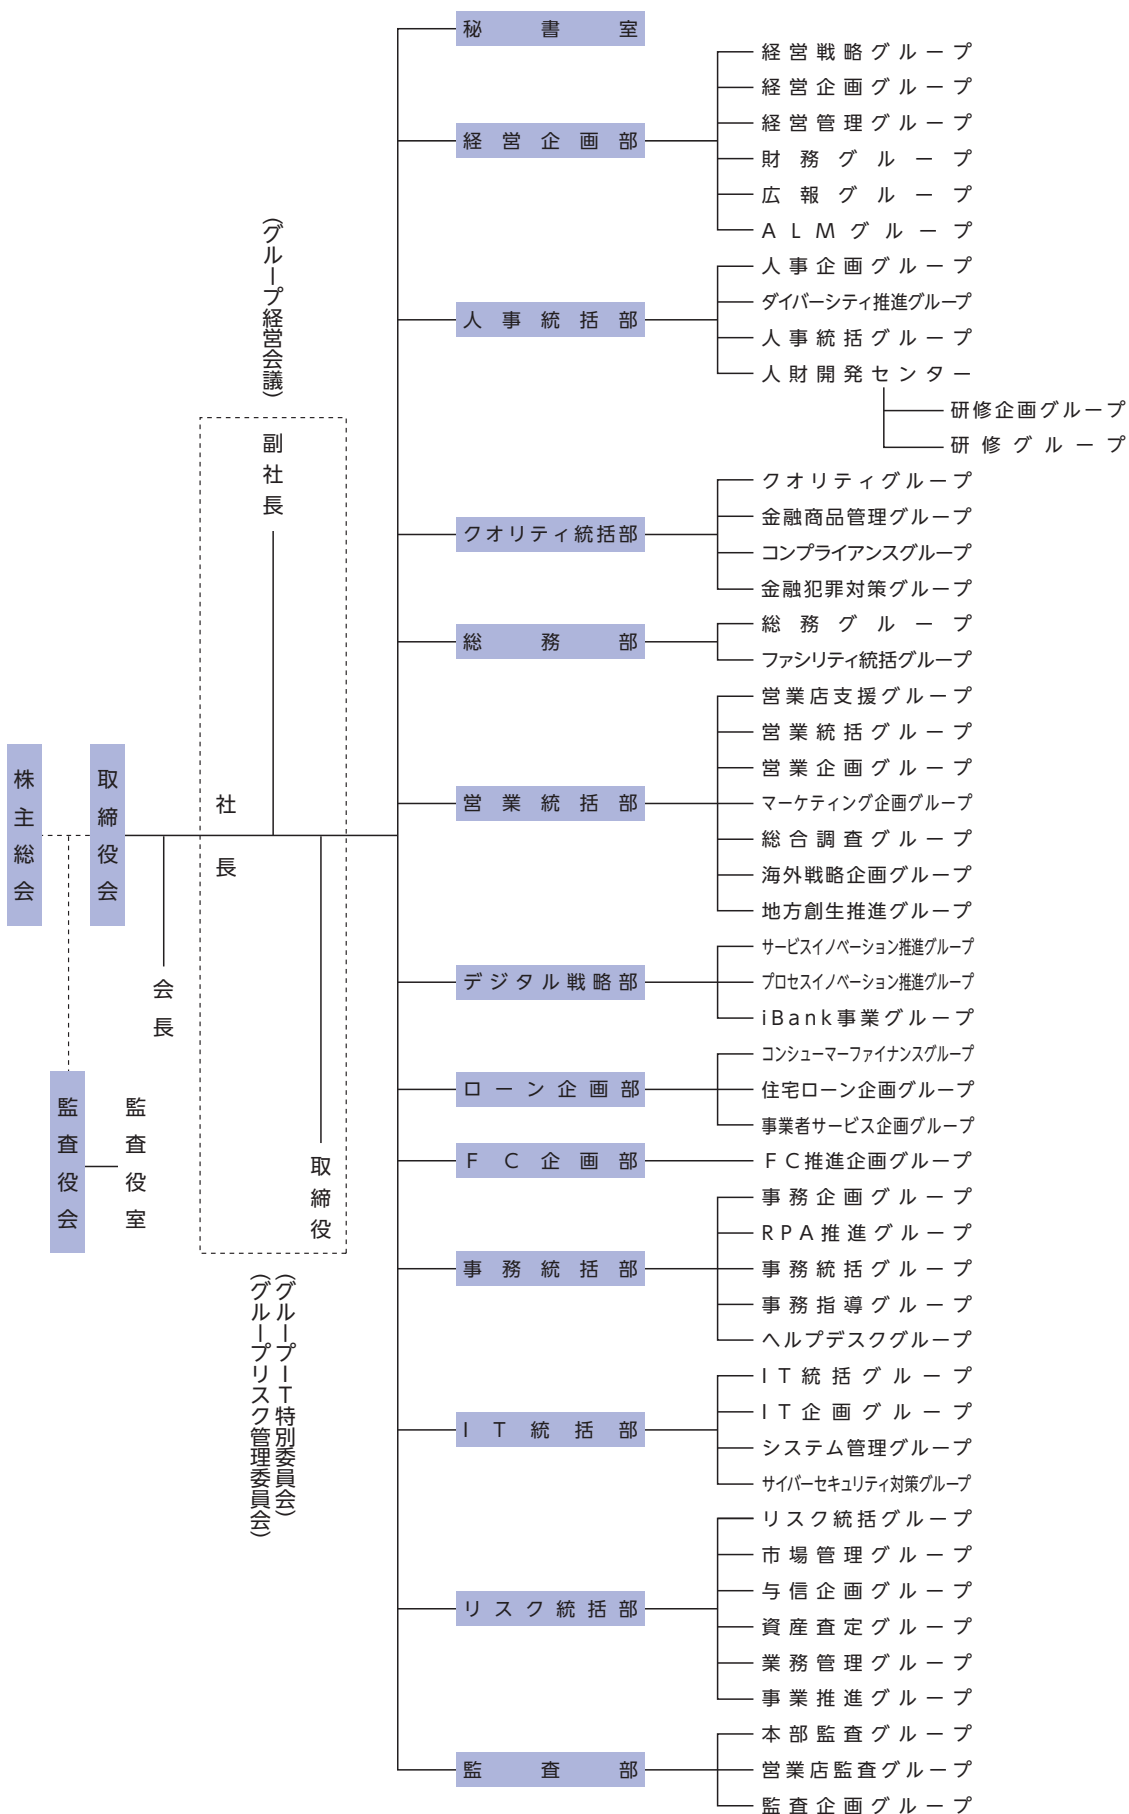 株主総会
取締役会
監査役会
監査役室
会長
社長
副社長
取締役
(グループ経営会議)
(グループIT特別委員会)
(グループリスク管理委員会)
秘書室
経営企画部
経営戦略グループ
経営企画グループ
経営管理グループ
財務グループ
広報グループ
ALMグループ
人事統括部
人事企画グループ
ダイバーシティ推進グループ
人事統括グループ
人財開発センター
研修企画グループ
研修グループ
クオリティ統括部
クオリティグループ
金融商品管理グループ
コンプライアンスグループ
金融犯罪対策グループ
総務部
総務グループ
ファシリティ統括グループ
営業統括部
営業店支援グループ
営業統括グループ
営業企画グループ
マーケティング企画グループ
総合調査グループ
海外戦略企画グループ
地方創生推進グループ
デジタル戦略部
サービスイノベーション推進グループ
プロセスイノベーション推進グループ
iBank事業グループ
ローン企画部
コンシューマーファイナンスグループ
住宅ローン企画グループ
事業者サービス企画グループ
FC企画部
FC推進企画グループ
事務統括部
事務企画グループ
RPA推進グループ
事務統括グループ
事務指導グループ
ヘルプデスクグループ
IT統括部
IT統括グループ
IT企画グループ
システム管理グループ
サイバーセキュリティ対策グループ
リスク統括部
リスク統括グループ
市場管理グループ
与信企画グループ
資産査定グループ
業務管理グループ
事業推進グループ
監査部
本部監査グループ
営業店監査グループ
監査企画グループ